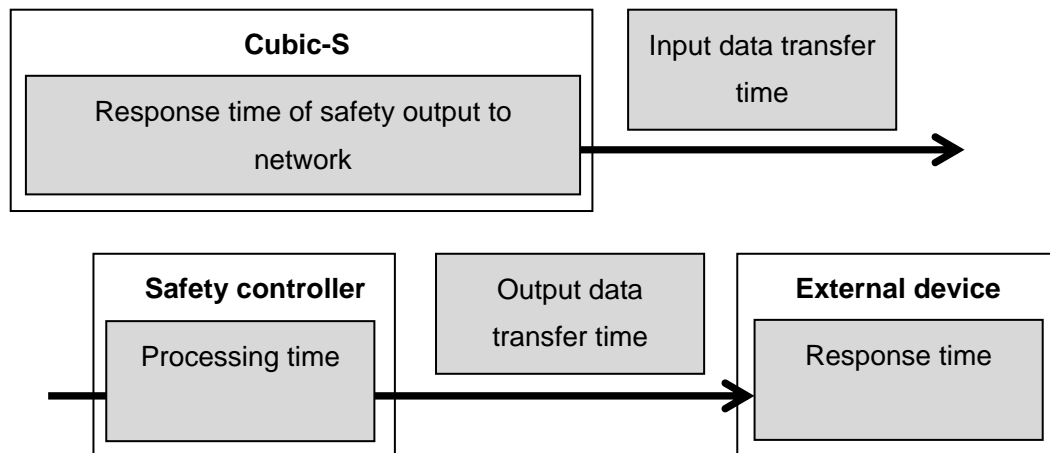 Cubic-S
Response time of safety output to
network
Input data transfer
time
Safety controller
Processing time
Output data
transfer time
External device
Response time